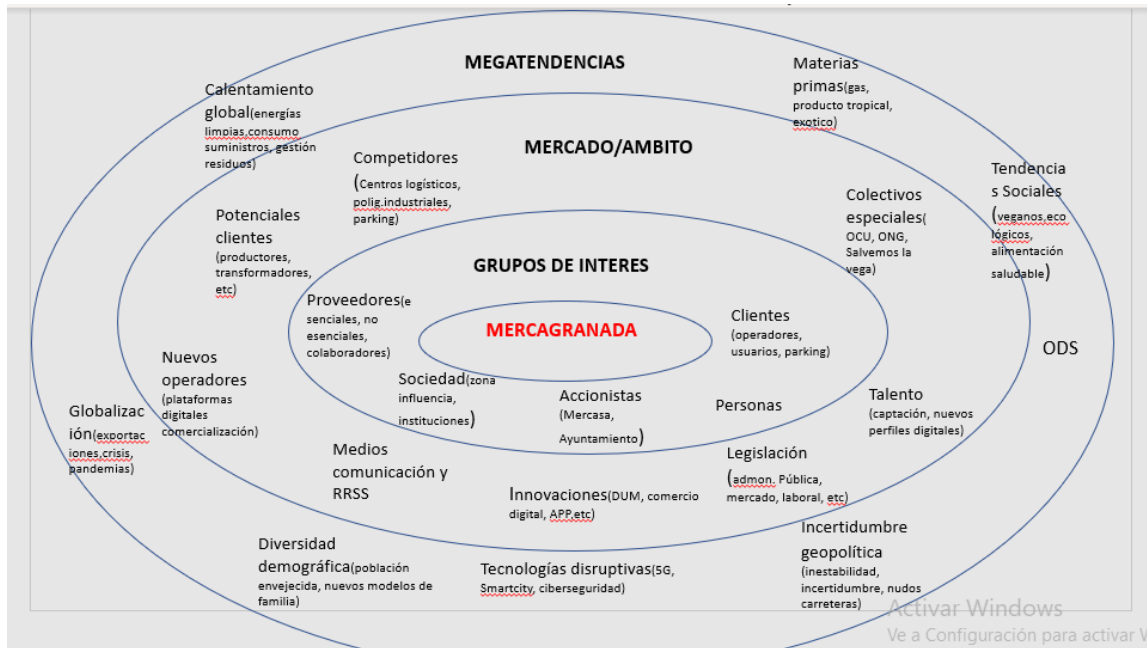 MEGATENDENCIAS
Calentamiento
global(energías
limpias,consumo
suministros, gestión
residuos)
Materias
primas(gas,
producto tropical,
exotico)
MERCADO/AMBITO
Competidores
(Centros logísticos,
polig.industriales,
parking)
Potenciales
clientes
(productores,
transformadores,
etc)
Colectivos
especiales(
OCU, ONG,
Salvemos la
vega)
Tendencia
s Sociales
(veganos,eco
lógicos,
alimentación
saludable)
GRUPOS DE INTERES
Proveedores(e
senciales, no
esenciales,
colaboradores)
MERCAGRANADA
Clientes
(operadores,
usuarios, parking)
ODS
Nuevos
operadores
(plataformas
digitales
comercialización)
Sociedad(zona
influencia,
instituciones)
Accionistas
(Mercasa,
Ayuntamiento)
Personas
Talento
(captación, nuevos
perfiles digitales)
Globalizac
ión(exportac
iones,crisis,
pandemias)
Medios
comunicación y
RRSS
Innovaciones(DUM, comercio
digital, APP,etc)
Legislación
(admon. Pública,
mercado, laboral, etc)
Diversidad
demográfica(población
envejecida, nuevos modelos de
familia)
Tecnologías disruptivas(5G,
Smartcity, ciberseguridad)
Incertidumbre
geopolítica
(inestabilidad,
incertidumbre, nudos
carreteras)
Activar Windows
Ve a Configuración para activar W